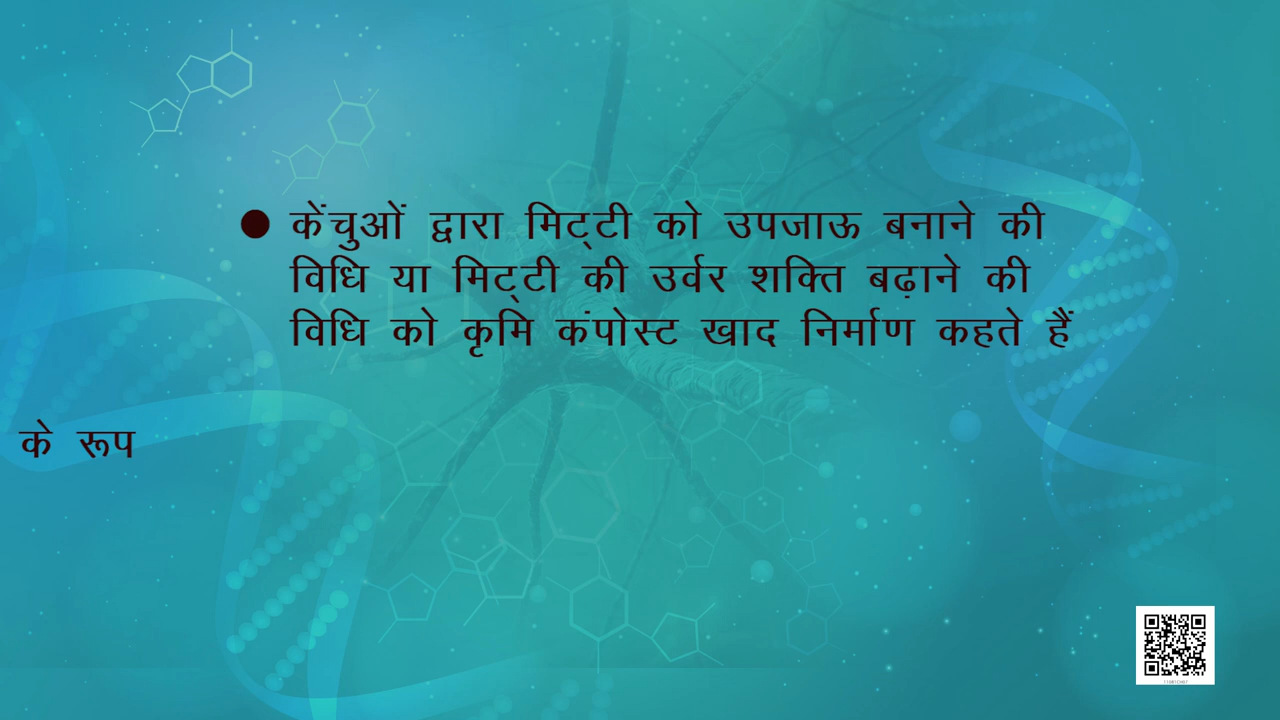 ● केंचुओं द्वारा मिट्टी को उपजाऊ बनाने की
विधि या मिट्टी की उर्वर शक्ति बढ़ाने की
विधि को कृमि कंपोस्ट खाद निर्माण कहते हैं
के रूप